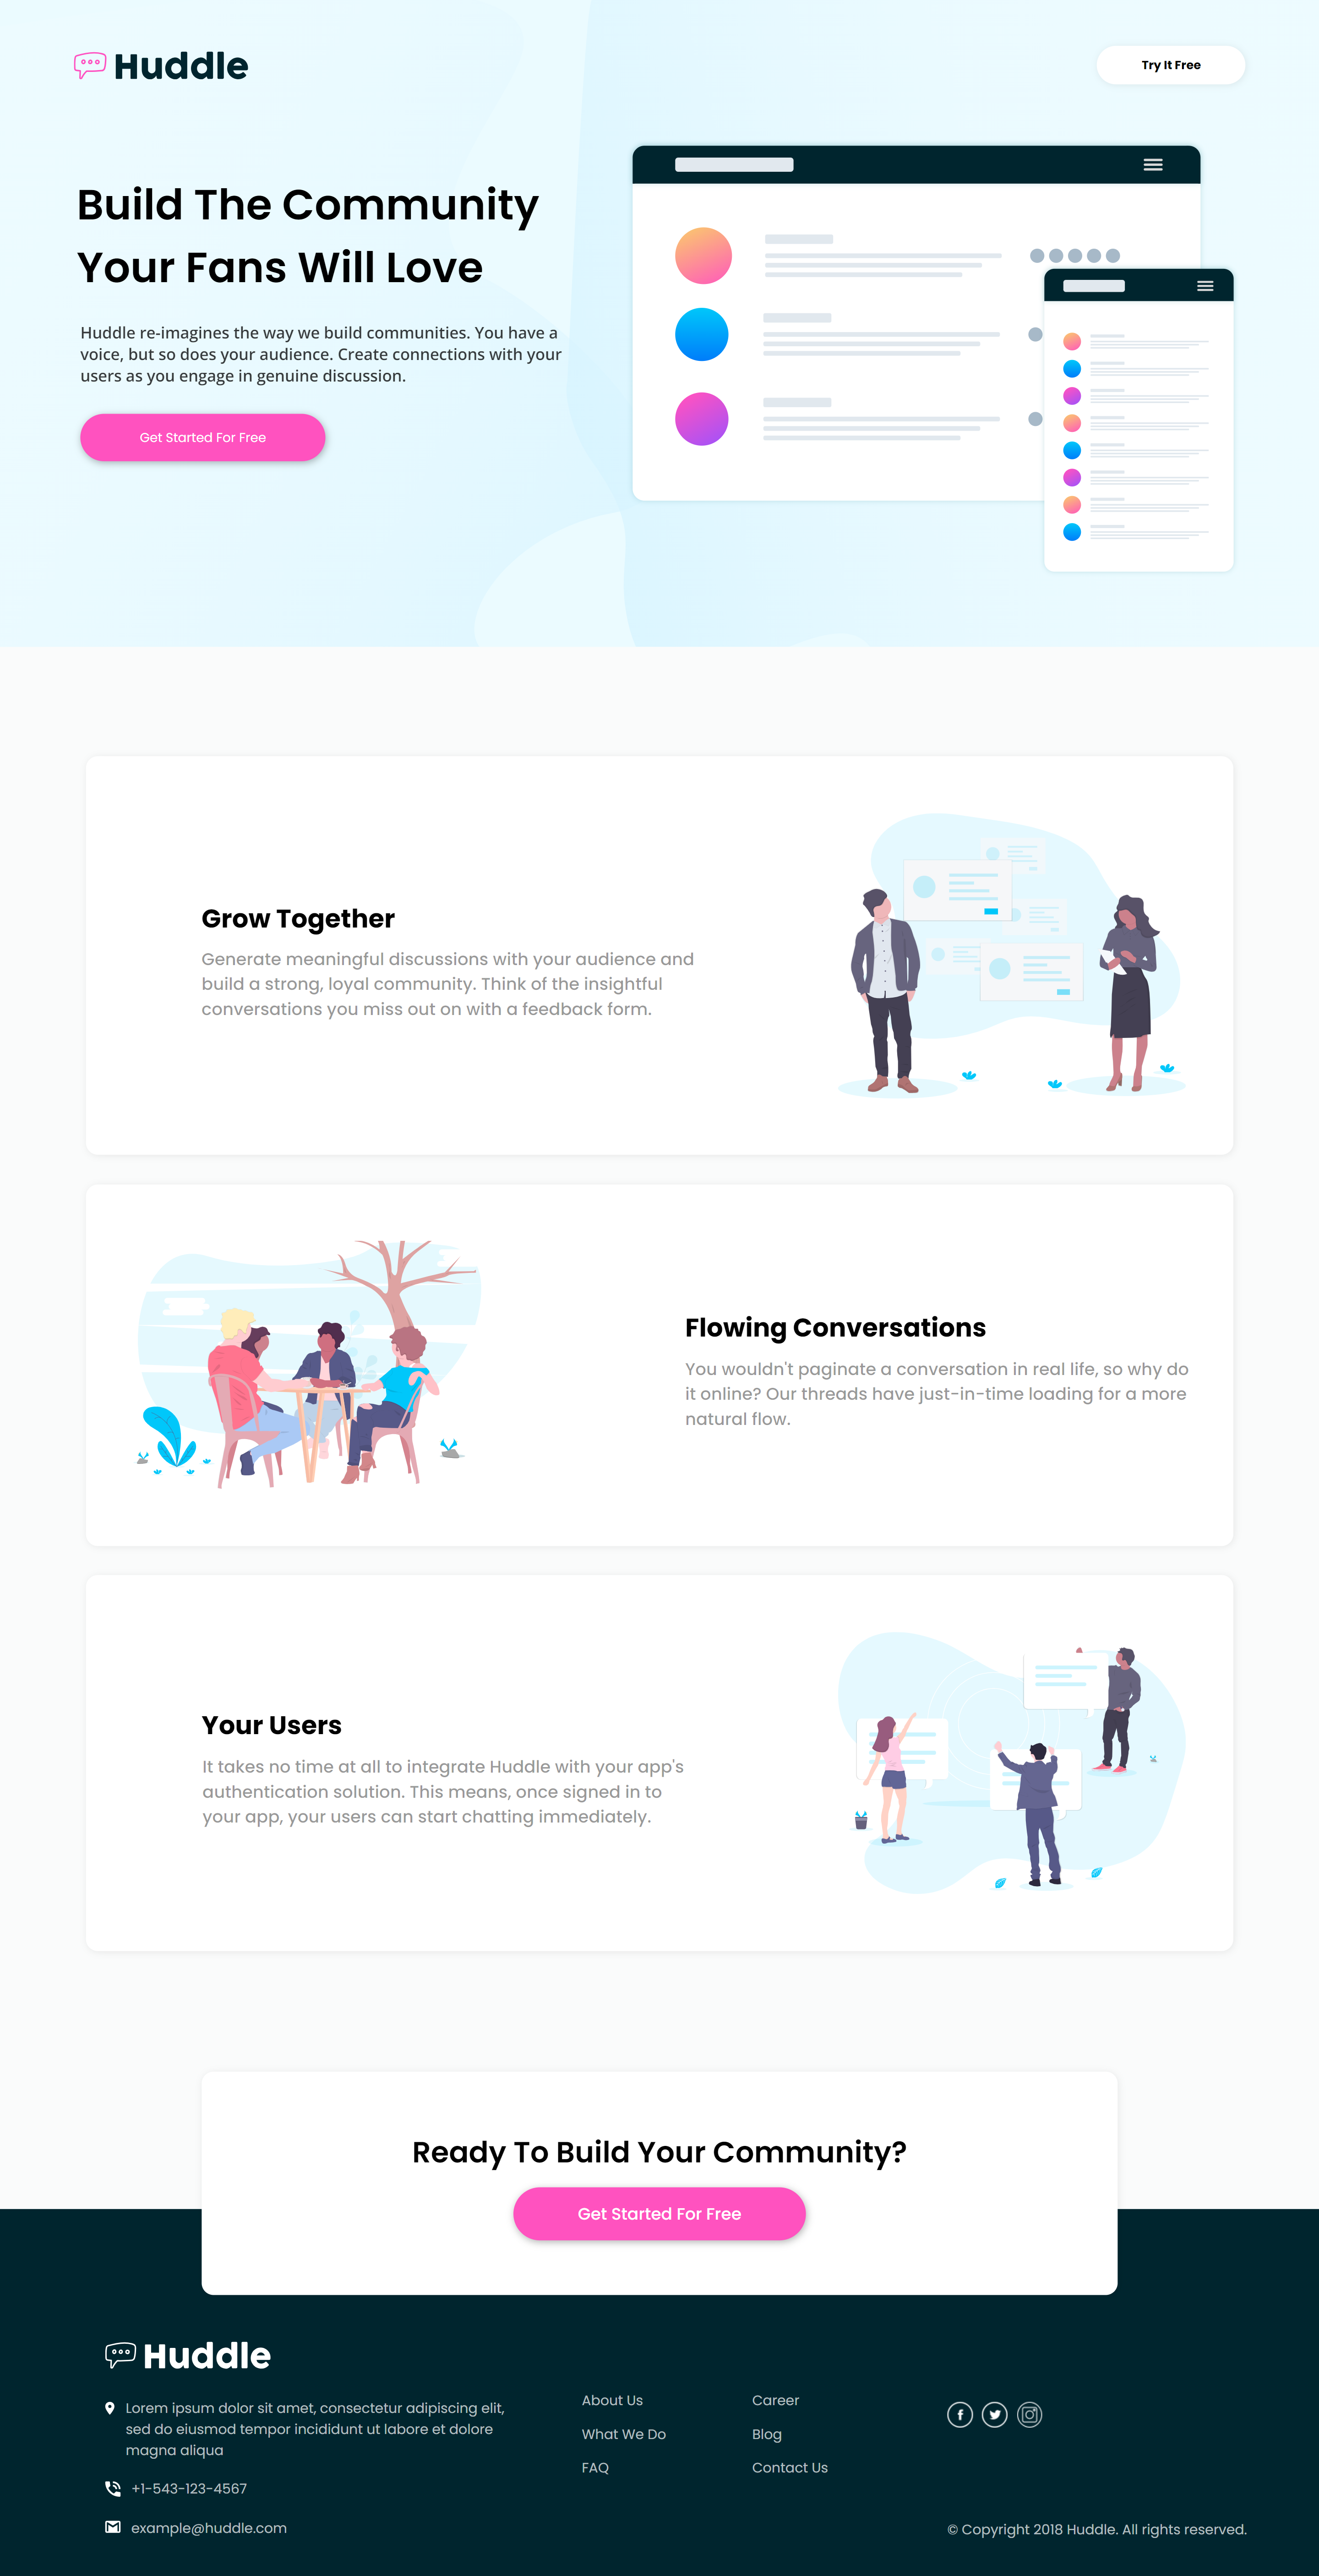 Huddle
Try It Free
Build The Community
Your Fans Will Love
Huddle re-imagines the way we build communities. You have a
voice, but so does your audience. Create connections with your
users as you engage in genuine discussion.
Get Started For Free
Grow Together
Generate meaningful discussions with your audience and
build a strong, loyal community. Think of the insightful
conversations you miss out on with a feedback form.
Flowing Conversations
You wouldn't paginate a conversation in real life, so why do
it online? Our threads have just-in-time loading for a more
natural flow.
Your Users
It takes no time at all to integrate Huddle with your app's
authentication solution. This means, once signed in to
your app, your users can start chatting immediately.
Ready To Build Your Community?
Get Started For Free
Huddle
Lorem ipsum dolor sit amet, consectetur adipiscing elit,
sed do eiusmod tempor incididunt ut labore et dolore
magna aliqua
+1-543-123-4567
example@huddle.com
About Us
What We Do
FAQ
Career
Blog
Contact Us
© Copyright 2018 Huddle. All rights reserved.